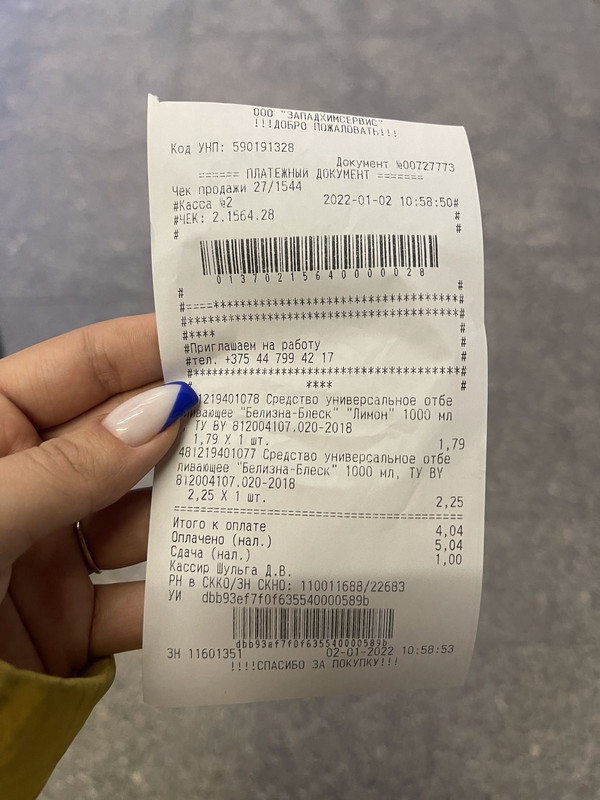 ООО "ЗАПАДХИМСЕРВИС"
!!!ДОБРО ПОЖАЛОВАТЬ!!!
Код УНП: 590191328
Документ №00727773
====== ПЛАТЕЖНЫЙ ДОКУМЕНТ =======
Чек продажи 27/1544
#Касса №2 2022-01-02 10:58:50#
#ЧЕК: 2.1564.28 #
# #
01370215640000028
# #
#====***********************************#
#***************************************#
#**** #
#Приглашаем на работу #
#тел. +375 44 799 42 17 #
#***************************************#
# **** #
1219401078 Средство универсальное отбе
ливающее "Белизна-Блеск" "Лимон" 1000 мл
, ТУ BY 812004107.020-2018
1,79 X 1 шт. 1,79
481219401077 Средство универсальное отбе
ливающее "Белизна-Блеск" 1000 мл, ТУ BY
812004107.020-2018
2,25 X 1 шт. 2,25
========================================
Итого к оплате 4,04
Оплачено (нал.) 5,04
Сдача (нал.) 1,00
Кассир Шульга Д.В.
РН в СККО/ЗН СКНО: 110011688/22683
УИ dbb93ef7f0f635540000589b
dbb93ef7f0f635540000589b
ЗН 11601351 02-01-2022 10:58:53
!!!!СПАСИБО ЗА ПОКУПКУ!!!